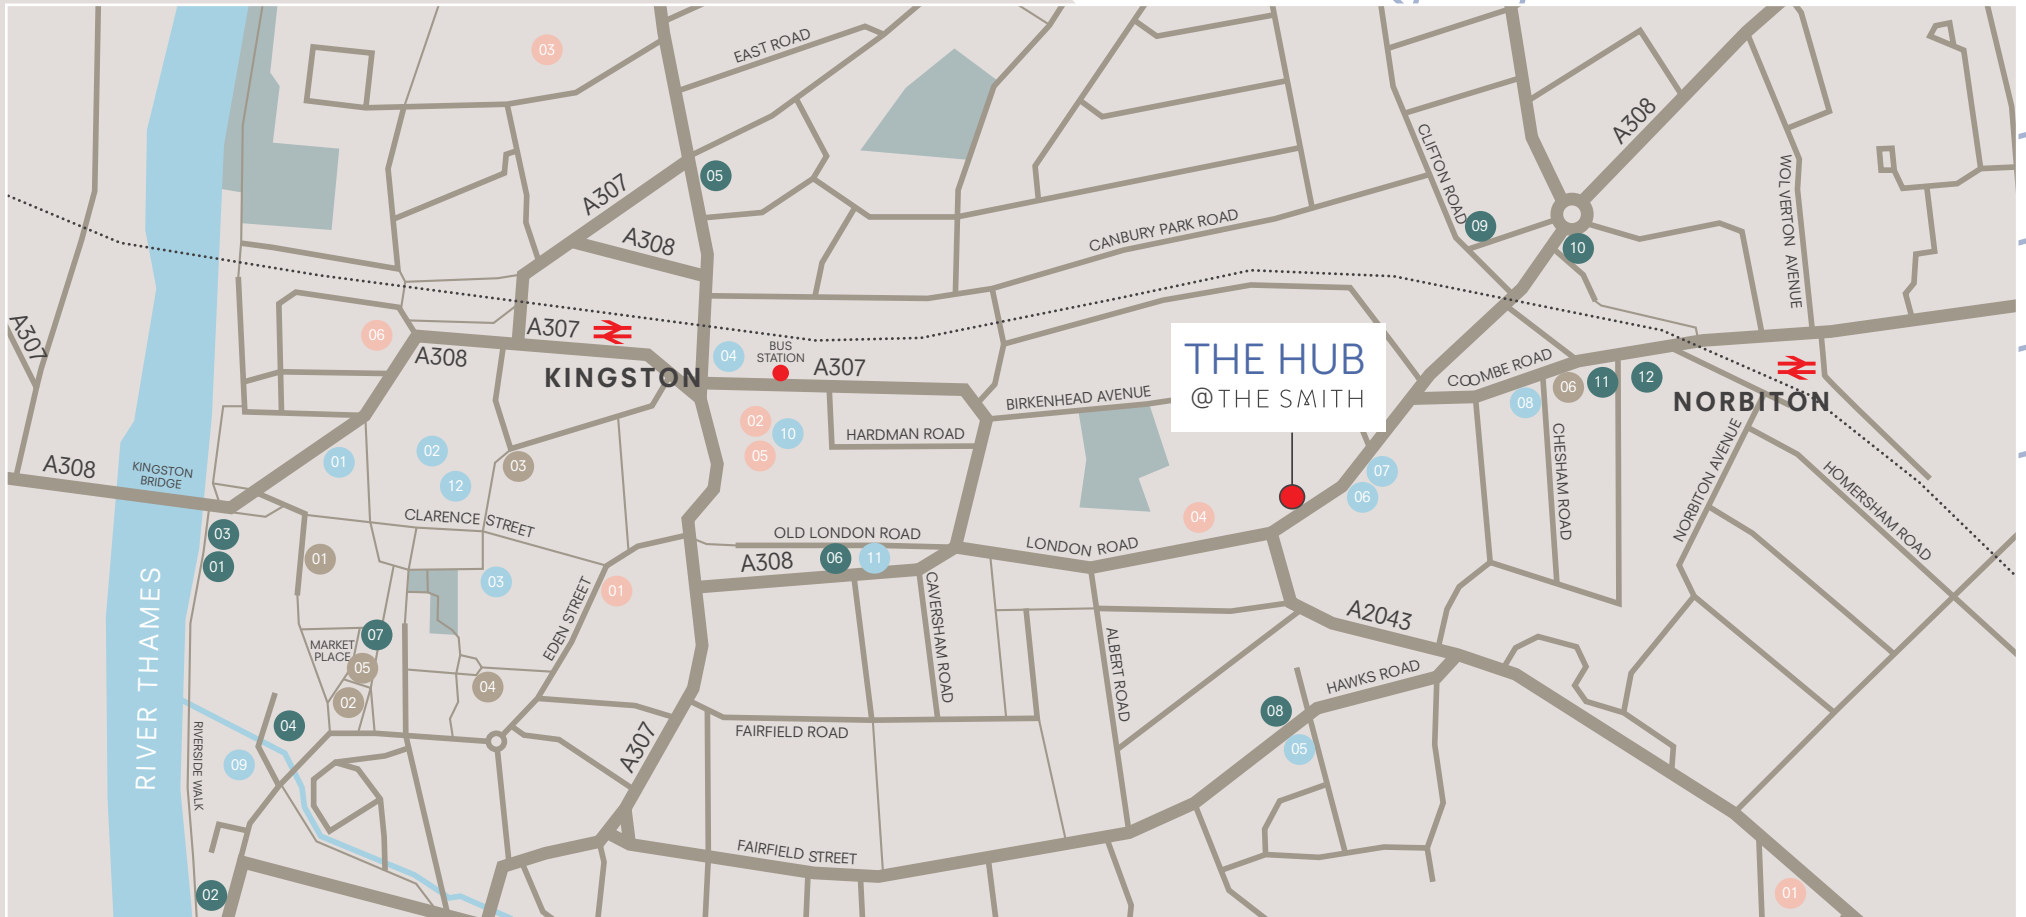 03
EAST ROAD
A308
CLIFTON ROAD
WOLVERTON AVENUE
05
A307
A308
CANBURY PARK ROAD
09
10
A307
06
A308
A307
KINGSTON
04
BUS
STATION
A307
THE HUB
@THE SMITH
BIRKENHEAD AVENUE
COOMBE ROAD
08
06
11
12
NORBITON
02
10
05
HARDMAN ROAD
A308
KINGSTON
BRIDGE
01
02
12
03
CLARENCE STREET
07
06
04
CHESHAM ROAD
NORBITON AVENUE
HOMERSHAM ROAD
03
01
01
03
OLD LONDON ROAD
A308
06
11
LONDON ROAD
EDEN STREET
01
CAVERSHAM ROAD
ALBERT ROAD
A2043
RIVER THAMES
MARKET
PLACE
07
05
02
04
HAWKS ROAD
08
05
RIVERSIDE WALK
04
09
A307
FAIRFIELD ROAD
FAIRFIELD STREET
02
01